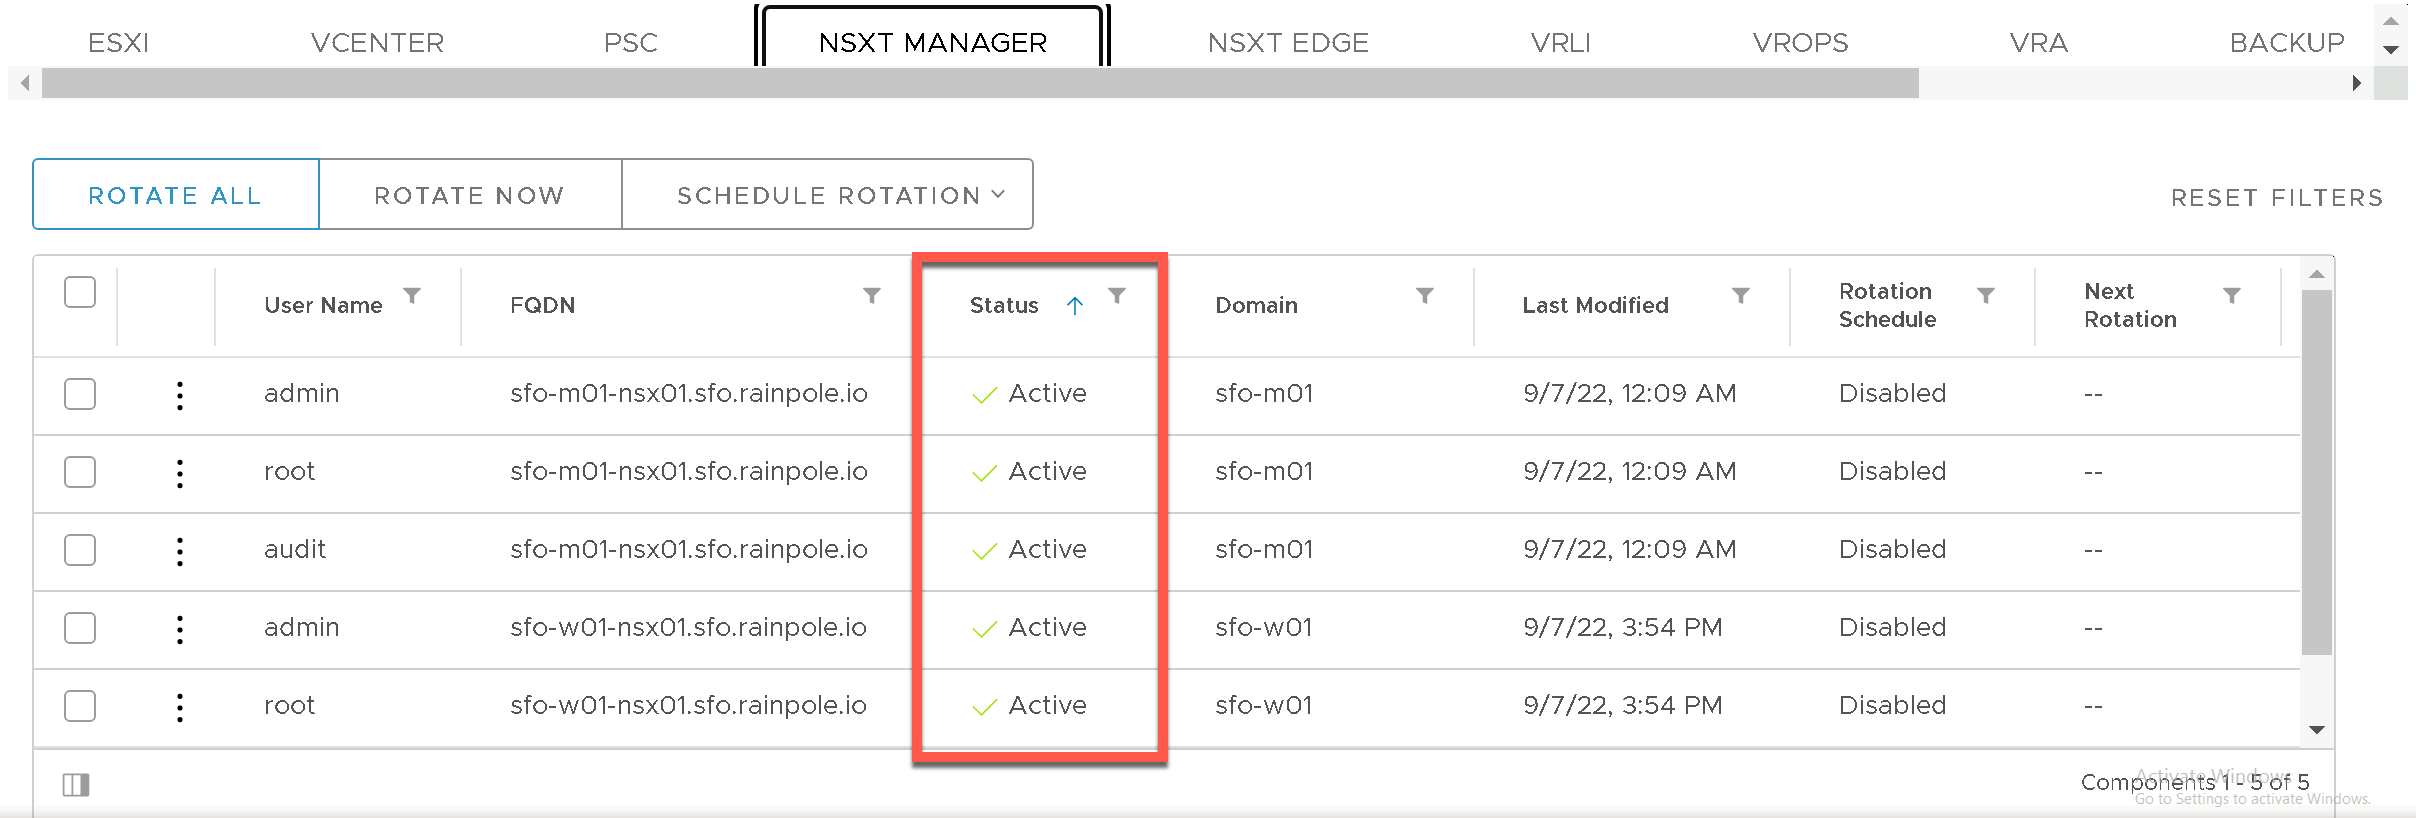 ESXI VCENTER PSC NSXT MANAGER NSXT EDGE VRLI VROPS VRA BACKUP
ROTATE ALL ROTATE NOW SCHEDULE ROTATION RESET FILTERS
User Name FQDN Status Domain Last Modified Rotation Schedule Next Rotation
admin sfo-m01-nsx01.sfo.rainpole.io Active sfo-m01 9/7/22, 12:09 AM Disabled --
root sfo-m01-nsx01.sfo.rainpole.io Active sfo-m01 9/7/22, 12:09 AM Disabled --
audit sfo-m01-nsx01.sfo.rainpole.io Active sfo-m01 9/7/22, 12:09 AM Disabled --
admin sfo-w01-nsx01.sfo.rainpole.io Active sfo-w01 9/7/22, 3:54 PM Disabled --
root sfo-w01-nsx01.sfo.rainpole.io Active sfo-w01 9/7/22, 3:54 PM Disabled --
Components 1 - 5 of 5
Activate Windows
Go to Settings to activate Windows.